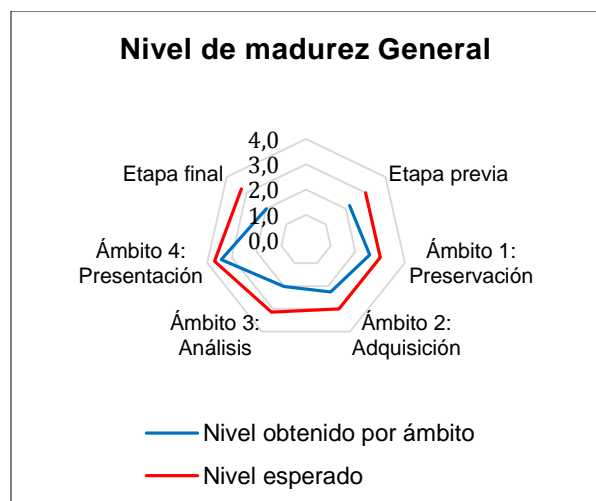 Nivel de madurez General
4,0
3,0
2,0
1,0
0,0
Etapa previa
Ámbito 1:
Preservación
Ámbito 2:
Adquisición
Ámbito 3:
Análisis
Ámbito 4:
Presentación
Etapa final
Nivel obtenido por ámbito
Nivel esperado